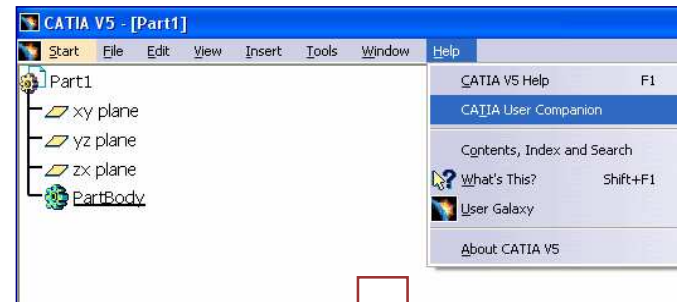 CATIA V5 - [Part1]
Start File Edit View Insert Tools Window Help
Part1
xy plane
yz plane
zx plane
PartBody
CATIA V5 Help F1
CATIA User Companion
Contents, Index and Search
What's This? Shift+F1
User Galaxy
About CATIA V5